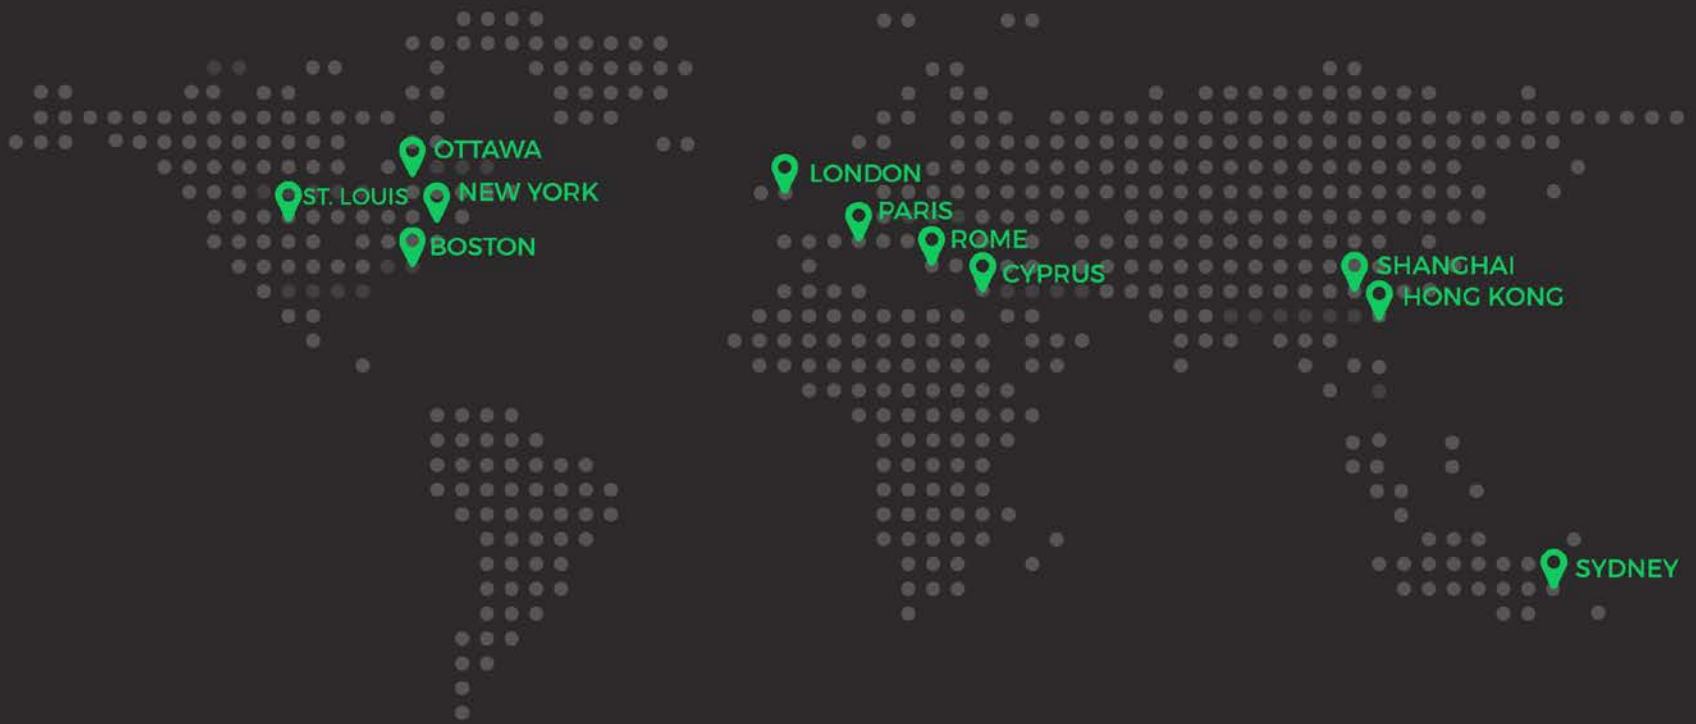 OTTAWA
LONDON
ST. LOUIS
NEW YORK
PARIS
ROME
BOSTON
CYPRUS
SHANGHAI
HONG KONG
SYDNEY